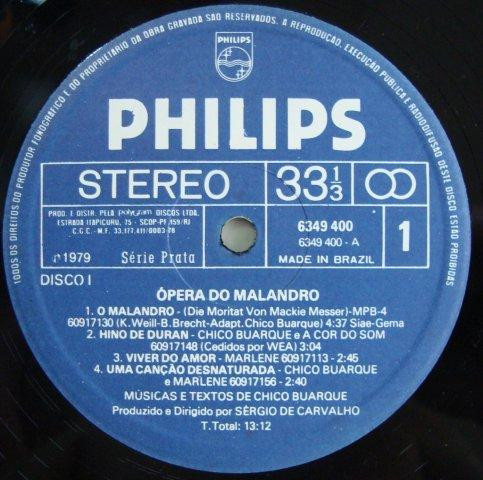 TODOS OS DIREITOS DO PRODUTOR FONOGRÁFICO E DO PROPRIETÁRIO DA OBRA GRAVADA SÃO RESERVADOS. A REPRODUÇÃO, EXECUÇÃO PÚBLICA E RADIODIFUSÃO DESTE DISCO ESTÃO PROIBIDAS
PHILIPS
PHILIPS
STEREO
33 1/3
PROD. E DISTR. PELA polygram DISCOS LTDA.
ESTRADA ITAPICURU, 75 - SCDP-PF 159/RJ
C.G.C.-M.F. 33.177.411/0003-78
p 1979 Série Prata
6349 400
6349 400 - A
MADE IN BRAZIL
1
DISCO I
ÓPERA DO MALANDRO
1. O MALANDRO - (Die Moritat Von Mackie Messer)-MPB-4
60917130 (K.Weill-B.Brecht-Adapt.Chico Buarque) 4:37 Siae-Gema
2. HINO DE DURAN - CHICO BUARQUE e A COR DO SOM
60917148 (Cedidos por WEA) 3:04
3. VIVER DO AMOR - MARLENE 60917113 - 2:45
4. UMA CANÇÃO DESNATURADA - CHICO BUARQUE
e MARLENE 60917156 - 2:40
MÚSICAS E TEXTOS DE CHICO BUARQUE
Produzido e Dirigido por SÉRGIO DE CARVALHO
T.Total: 13:12